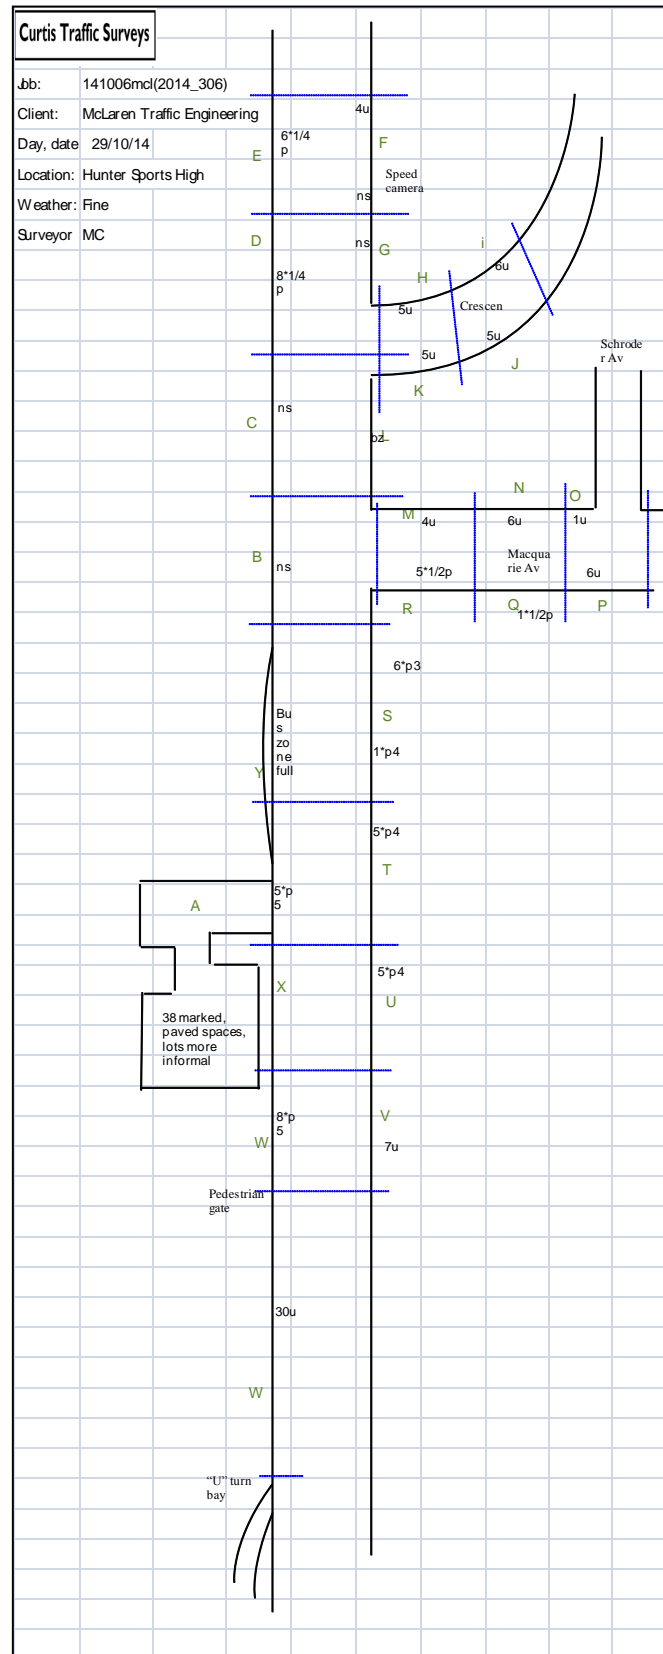 Curtis Traffic Surveys
Job: 141006mcl(2014_306)
Client: McLaren Traffic Engineering
Day, date 29/10/14
Location: Hunter Sports High
Weather: Fine
Surveyor MC
4u
6*1/4
p
E
F
Speed
camera
ns
D
ns
G
i
6u
H
8*1/4
p
Crescen
5u
5u
5u
J
Schrode
r Av
K
ns
C
bz
L
N
O
M
4u
6u
1u
B
ns
Macqua
rie Av
5*1/2p
6u
R
Q
1*1/2p
P
6*p3
Bu
s
zo
ne
full
S
1*p4
Y
5*p4
T
5*p
5
A
5*p4
X
U
38 marked,
paved spaces,
lots more
informal
8*p
5
V
W
7u
Pedestrian
gate
30u
W
"U" turn
bay